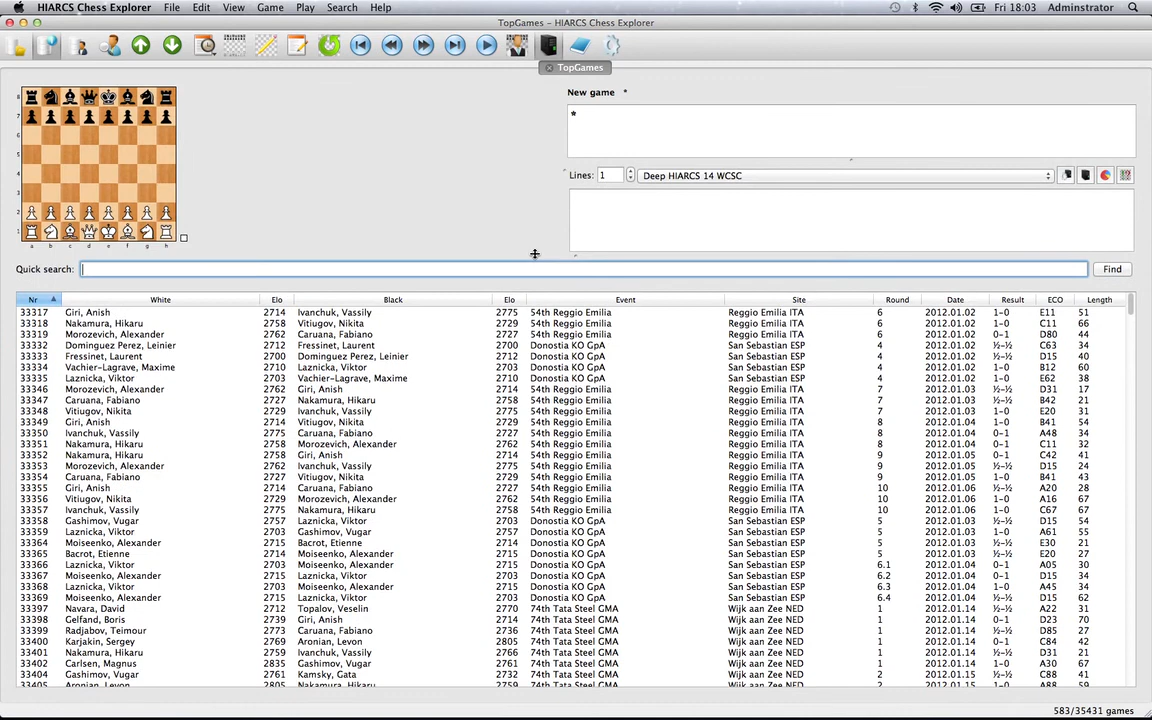 HIARCS Chess Explorer File Edit View Game Play Search Help Fri 18:03 Adminstrator
TopGames – HIARCS Chess Explorer
TopGames
New game *
*
Lines: 1 Deep HIARCS 14 WCSC
8
7
6
5
4
3
2
1
a b c d e f g h
Quick search: Find
Nr White Elo Black Elo Event Site Round Date Result ECO Length
33317 Giri, Anish 2714 Ivanchuk, Vassily 2775 54th Reggio Emilia Reggio Emilia ITA 6 2012.01.02 1-0 E11 51
33318 Nakamura, Hikaru 2758 Vitiugov, Nikita 2729 54th Reggio Emilia Reggio Emilia ITA 6 2012.01.02 1-0 C11 66
33319 Morozevich, Alexander 2762 Caruana, Fabiano 2727 54th Reggio Emilia Reggio Emilia ITA 6 2012.01.02 0-1 D80 44
33332 Dominguez Perez, Leinier 2712 Fressinet, Laurent 2700 Donostia KO GpA San Sebastian ESP 4 2012.01.02 ½-½ C63 34
33333 Fressinet, Laurent 2700 Dominguez Perez, Leinier 2712 Donostia KO GpA San Sebastian ESP 4 2012.01.02 ½-½ D15 40
33334 Vachier-Lagrave, Maxime 2710 Laznicka, Viktor 2703 Donostia KO GpA San Sebastian ESP 4 2012.01.02 1-0 B12 60
33335 Laznicka, Viktor 2703 Vachier-Lagrave, Maxime 2710 Donostia KO GpA San Sebastian ESP 4 2012.01.02 1-0 E62 38
33346 Morozevich, Alexander 2762 Giri, Anish 2714 54th Reggio Emilia Reggio Emilia ITA 7 2012.01.03 ½-½ D31 17
33347 Caruana, Fabiano 2727 Nakamura, Hikaru 2758 54th Reggio Emilia Reggio Emilia ITA 7 2012.01.03 ½-½ B42 21
33348 Vitiugov, Nikita 2729 Ivanchuk, Vassily 2775 54th Reggio Emilia Reggio Emilia ITA 7 2012.01.03 1-0 E20 31
33349 Giri, Anish 2714 Vitiugov, Nikita 2729 54th Reggio Emilia Reggio Emilia ITA 8 2012.01.04 1-0 B41 54
33350 Ivanchuk, Vassily 2775 Caruana, Fabiano 2727 54th Reggio Emilia Reggio Emilia ITA 8 2012.01.04 0-1 A48 34
33351 Nakamura, Hikaru 2758 Morozevich, Alexander 2762 54th Reggio Emilia Reggio Emilia ITA 8 2012.01.04 0-1 C11 32
33352 Nakamura, Hikaru 2758 Giri, Anish 2714 54th Reggio Emilia Reggio Emilia ITA 9 2012.01.05 0-1 C42 41
33353 Morozevich, Alexander 2762 Ivanchuk, Vassily 2775 54th Reggio Emilia Reggio Emilia ITA 9 2012.01.05 ½-½ D15 24
33354 Caruana, Fabiano 2727 Vitiugov, Nikita 2729 54th Reggio Emilia Reggio Emilia ITA 9 2012.01.05 1-0 B41 43
33355 Giri, Anish 2714 Caruana, Fabiano 2727 54th Reggio Emilia Reggio Emilia ITA 10 2012.01.06 ½-½ A20 28
33356 Vitiugov, Nikita 2729 Morozevich, Alexander 2762 54th Reggio Emilia Reggio Emilia ITA 10 2012.01.06 1-0 A16 67
33357 Ivanchuk, Vassily 2775 Nakamura, Hikaru 2758 54th Reggio Emilia Reggio Emilia ITA 10 2012.01.06 1-0 C67 67
33358 Gashimov, Vugar 2757 Laznicka, Viktor 2703 Donostia KO GpA San Sebastian ESP 5 2012.01.03 ½-½ D15 54
33359 Laznicka, Viktor 2703 Gashimov, Vugar 2757 Donostia KO GpA San Sebastian ESP 5 2012.01.03 1-0 A61 55
33364 Moiseenko, Alexander 2715 Bacrot, Etienne 2714 Donostia KO GpA San Sebastian ESP 5 2012.01.03 ½-½ E30 21
33365 Bacrot, Etienne 2714 Moiseenko, Alexander 2715 Donostia KO GpA San Sebastian ESP 5 2012.01.03 ½-½ E20 27
33366 Laznicka, Viktor 2703 Moiseenko, Alexander 2715 Donostia KO GpA San Sebastian ESP 6.1 2012.01.03 0-1 A05 30
33367 Moiseenko, Alexander 2715 Laznicka, Viktor 2703 Donostia KO GpA San Sebastian ESP 6.2 2012.01.03 0-1 D15 34
33368 Laznicka, Viktor 2703 Moiseenko, Alexander 2715 Donostia KO GpA San Sebastian ESP 6.3 2012.01.03 1-0 A45 34
33369 Moiseenko, Alexander 2715 Laznicka, Viktor 2703 Donostia KO GpA San Sebastian ESP 6.4 2012.01.03 ½-½ D15 62
33397 Navara, David 2712 Topalov, Veselin 2770 74th Tata Steel GMA Wijk aan Zee NED 1 2012.01.14 ½-½ A22 31
33398 Gelfand, Boris 2739 Giri, Anish 2714 74th Tata Steel GMA Wijk aan Zee NED 1 2012.01.14 0-1 D23 70
33399 Radjabov, Teimour 2773 Caruana, Fabiano 2736 74th Tata Steel GMA Wijk aan Zee NED 1 2012.01.14 ½-½ D85 27
33400 Karjakin, Sergey 2769 Aronian, Levon 2805 74th Tata Steel GMA Wijk aan Zee NED 1 2012.01.14 0-1 C84 42
33401 Nakamura, Hikaru 2759 Ivanchuk, Vassily 2766 74th Tata Steel GMA Wijk aan Zee NED 1 2012.01.14 ½-½ D31 21
33402 Carlsen, Magnus 2835 Gashimov, Vugar 2761 74th Tata Steel GMA Wijk aan Zee NED 1 2012.01.14 1-0 A30 67
33404 Gashimov, Vugar 2761 Kamsky, Gata 2732 74th Tata Steel GMA Wijk aan Zee NED 2 2012.01.15 ½-½ C88 41
33405 Aronian, Levon 2805 Nakamura, Hikaru 2759 74th Tata Steel GMA Wijk aan Zee NED 2 2012.01.15 1-0 A88 59
583/35431 games